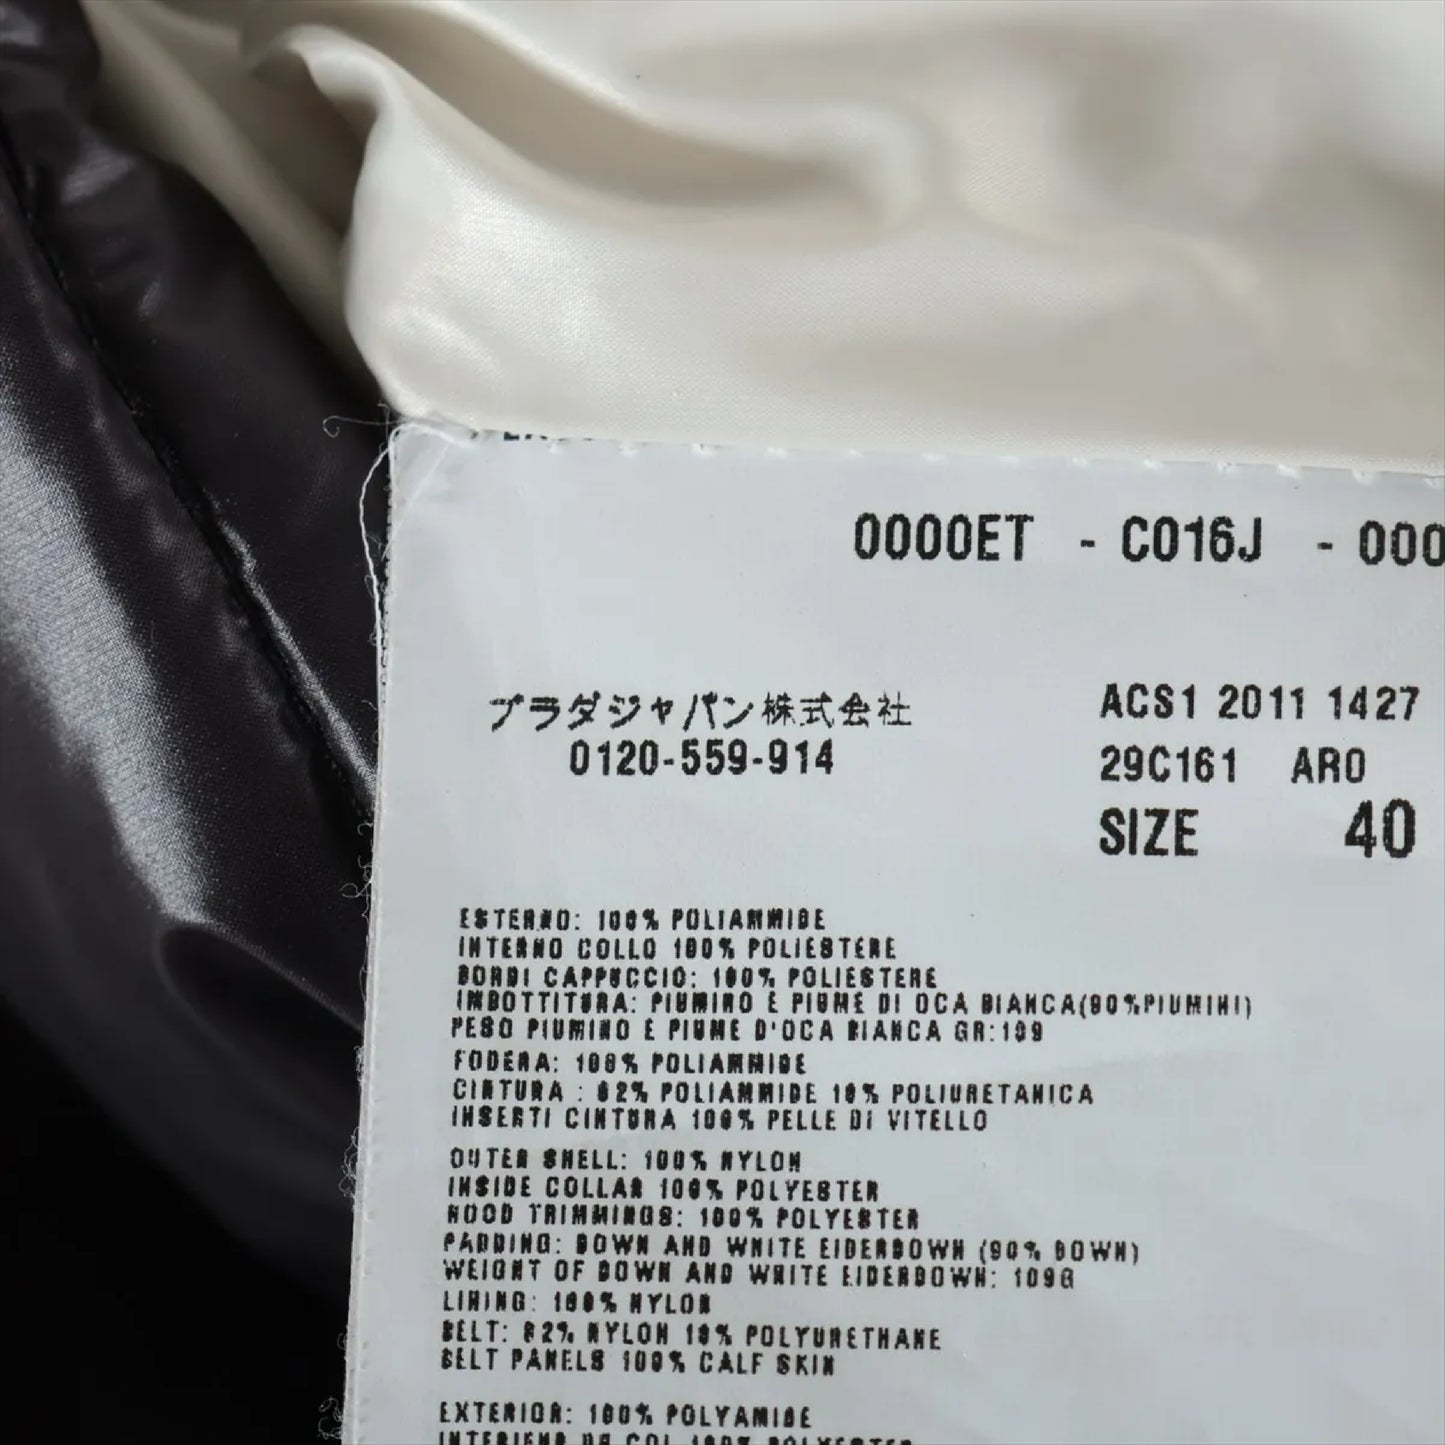 0000ET - C016J - 000
プラダジャパン株式会社
0120-559-914
ACS1 2011 1427
29C161 ARO
SIZE 40
ESTERNO: 100% POLIAMMIDE
INTERNO COLLO 100% POLIESTERE
BORDI CAPPUCCIO: 100% POLIESTERE
IMBOTTITURA: PIUMINO E PIUME DI OCA BIANCA(90%PIUMINI)
PESO PIUMINO E PIUME D'OCA BIANCA GR:109
FODERA: 100% POLIAMMIDE
CINTURA : 82% POLIAMMIDE 18% POLIURETANICA
INSERTI CINTURA 100% PELLE DI VITELLO
OUTER SHELL: 100% NYLON
INSIDE COLLAR 100% POLYESTER
HOOD TRIMMINGS: 100% POLYESTER
PADDING: DOWN AND WHITE EIDERDOWN (90% DOWN)
WEIGHT OF DOWN AND WHITE EIDERDOWN: 109G
LINING: 100% NYLON
BELT: 82% NYLON 18% POLYURETHANE
BELT PANELS 100% CALF SKIN
EXTERIOR: 100% POLYAMIDE